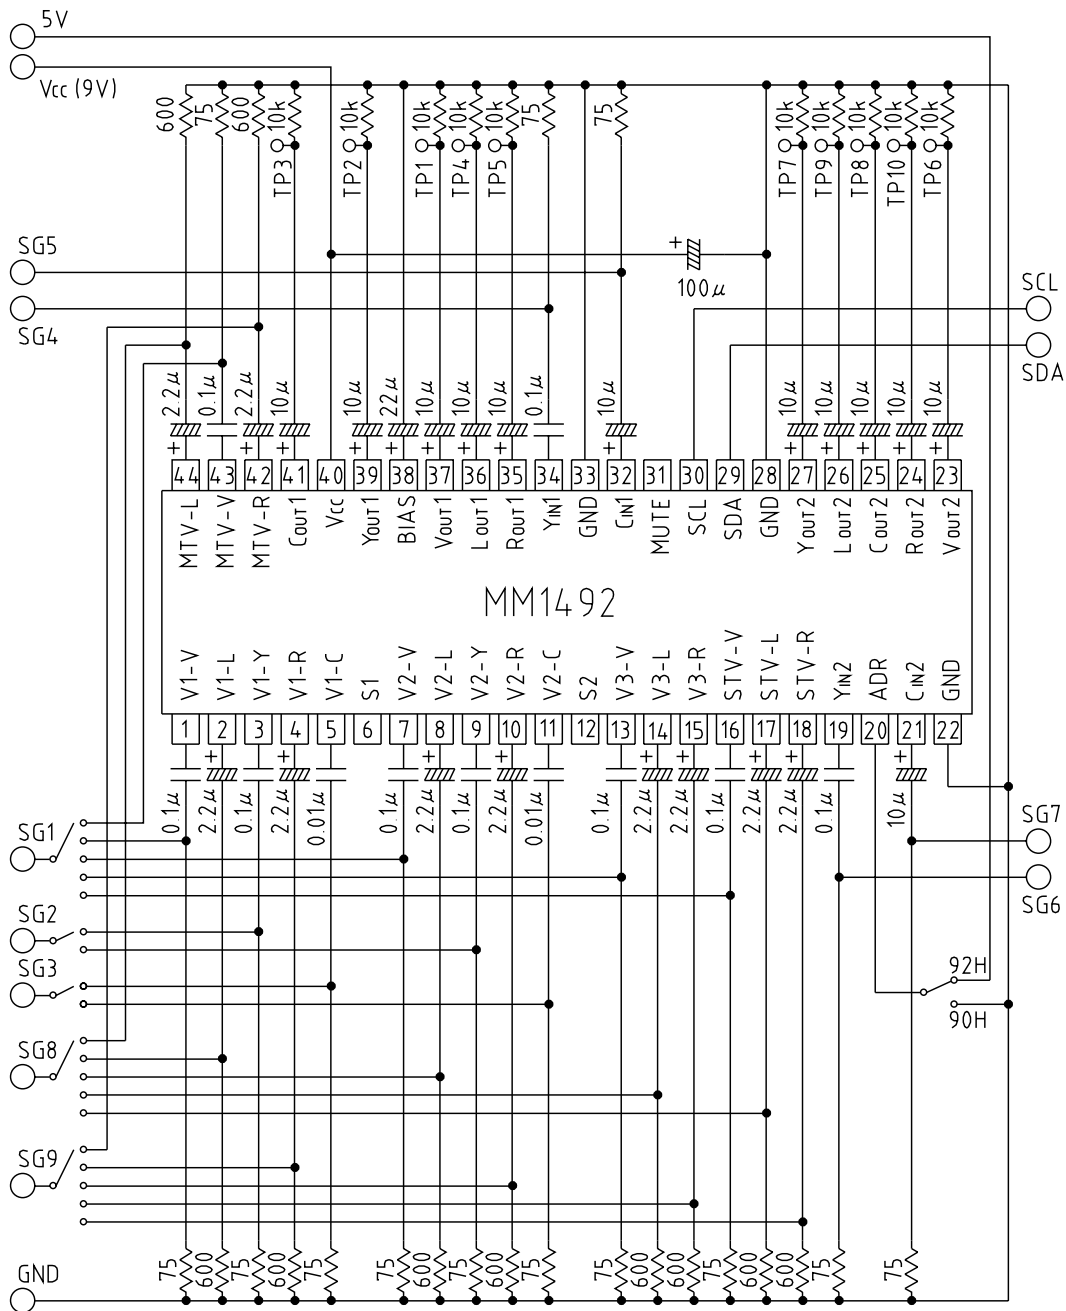 5V
Vcc (9V)
600
75
600
10k
10k
10k
10k
10k
75
75
10k
10k
10k
10k
10k
TP3
TP2
TP1
TP4
TP5
TP7
TP9
TP8
TP10
TP6
SG5
+
100μ
SCL
SG4
SDA
2.2μ
0.1μ
2.2μ
10μ
10μ
22μ
10μ
10μ
10μ
0.1μ
10μ
10μ
10μ
10μ
10μ
10μ
+ + + + + + + + + + + + + +
44 43 42 41 40 39 38 37 36 35 34 33 32 31 30 29 28 27 26 25 24 23
MTV-L
MTV-V
MTV-R
COUT1
Vcc
YOUT1
BIAS
VOUT1
LOUT1
ROUT1
YIN1
GND
CIN1
MUTE
SCL
SDA
GND
YOUT2
LOUT2
COUT2
ROUT2
VOUT2
MM1492
V1-V
V1-L
V1-Y
V1-R
V1-C
S1
V2-V
V2-L
V2-Y
V2-R
V2-C
S2
V3-V
V3-L
V3-R
STV-V
STV-L
STV-R
YIN2
ADR
CIN2
GND
1 2 3 4 5 6 7 8 9 10 11 12 13 14 15 16 17 18 19 20 21 22
+ + + + + + + + +
0.1μ
2.2μ
0.1μ
2.2μ
0.01μ
0.1μ
2.2μ
0.1μ
2.2μ
0.01μ
0.1μ
2.2μ
2.2μ
0.1μ
2.2μ
2.2μ
0.1μ
10μ
SG1
SG7
SG6
SG2
SG3
92H
90H
SG8
SG9
75
600
75
600
75
75
600
75
600
75
75
600
600
75
600
600
75
75
GND